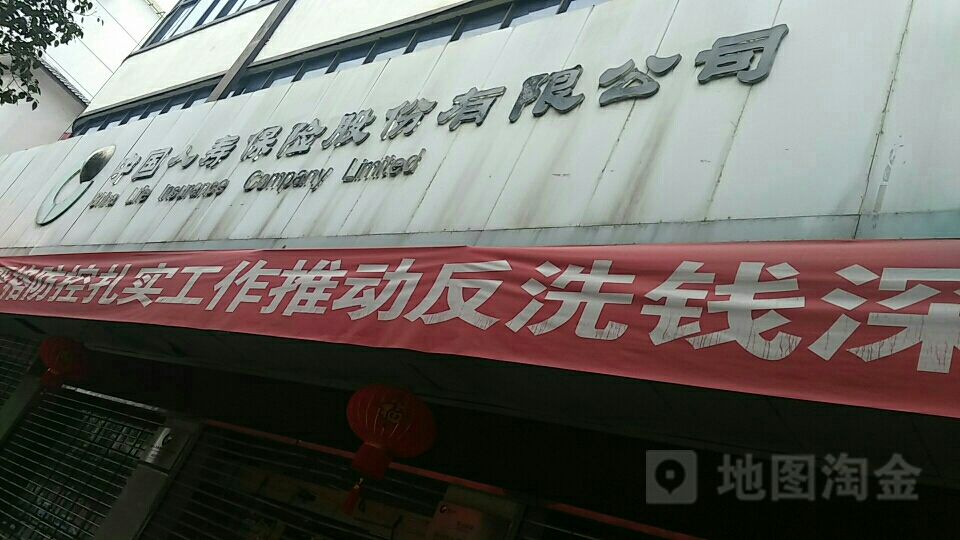 中国人寿保险股份有限公司
Life Insurance Company Limited
防控扎实工作推动反洗钱深
地图淘金